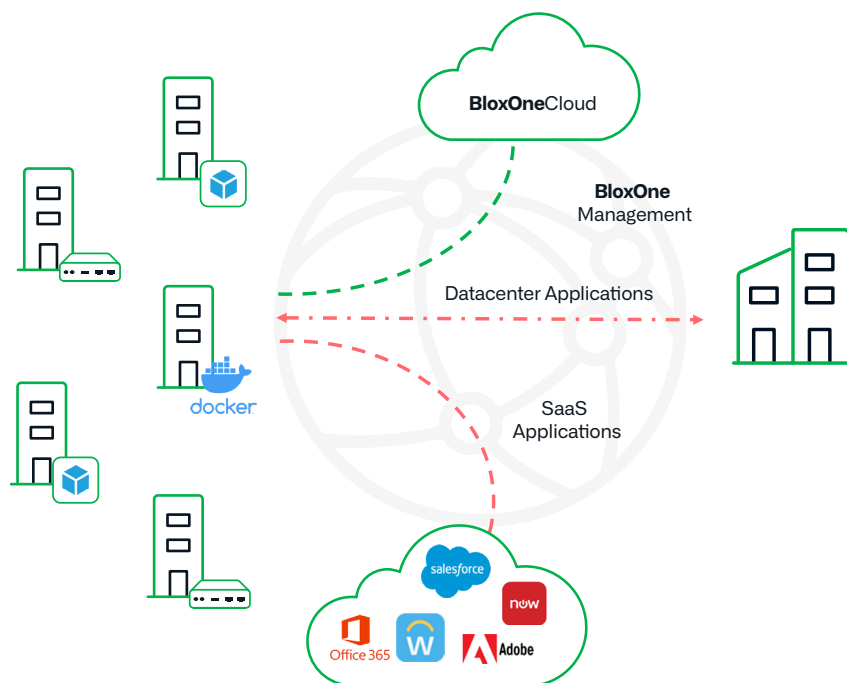 BloxOneCloud
BloxOne
Management
Datacenter Applications
docker
SaaS
Applications
salesforce
now
Office 365
W
Adobe